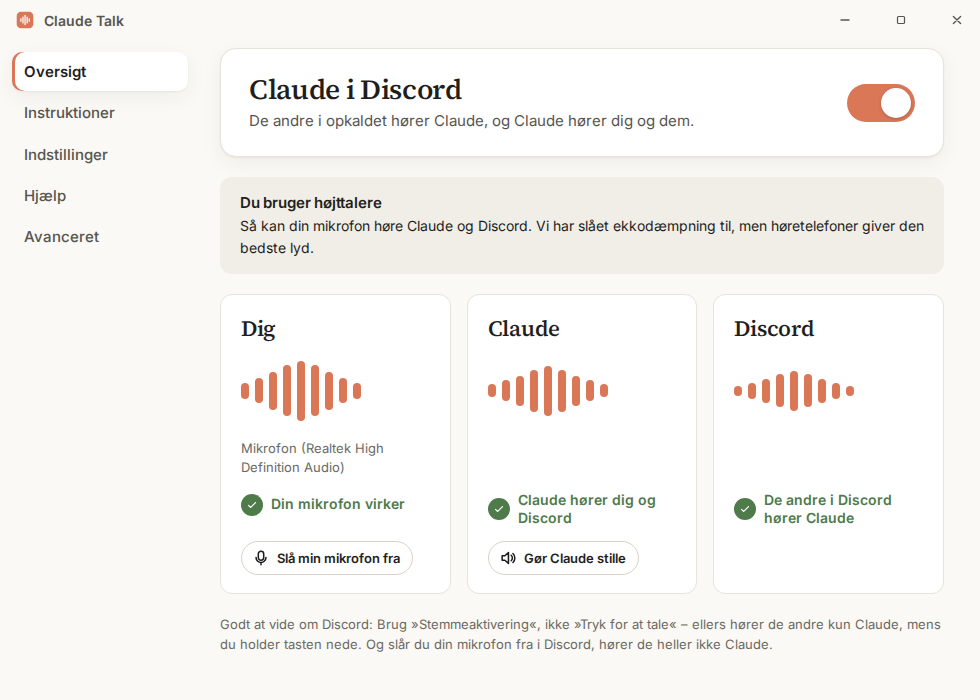 Claude Talk
Oversigt
Instruktioner
Indstillinger
Hjælp
Avanceret
Claude i Discord
De andre i opkaldet hører Claude, og Claude hører dig og dem.
Du bruger højttalere
Så kan din mikrofon høre Claude og Discord. Vi har slået ekkodæmpning til, men høretelefoner giver den
bedste lyd.
Dig
Mikrofon (Realtek High
Definition Audio)
Din mikrofon virker
Slå min mikrofon fra
Claude
Claude hører dig og
Discord
Gør Claude stille
Discord
De andre i Discord
hører Claude
Godt at vide om Discord: Brug »Stemmeaktivering«, ikke »Tryk for at tale« – ellers hører de andre kun Claude, mens
du holder tasten nede. Og slår du din mikrofon fra i Discord, hører de heller ikke Claude.